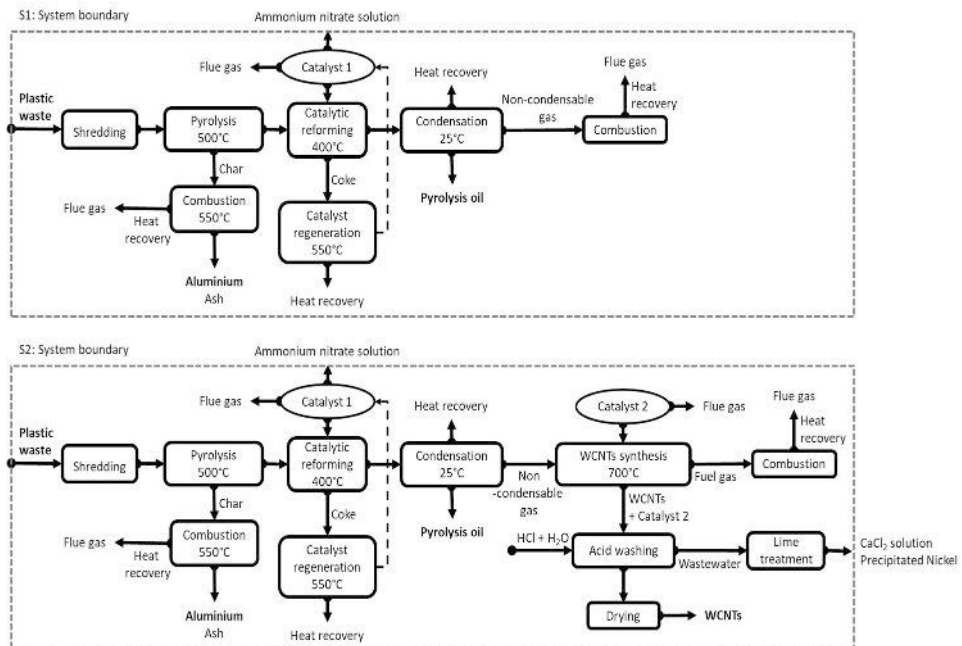 S1: System boundary
Ammonium nitrate solution
Flue gas
Catalyst 1
Heat recovery
Flue gas
Heat
recovery
Plastic
waste
Shredding
Pyrolysis
500°C
Catalytic
reforming
400°C
Condensation
25°C
Non-condensable
gas
Combustion
Char
Coke
Pyrolysis oil
Flue gas
Heat
recovery
Combustion
550°C
Catalyst
regeneration
550°C
Aluminium
Ash
Heat recovery
S2: System boundary
Ammonium nitrate solution
Flue gas
Catalyst 1
Heat recovery
Catalyst 2
Flue gas
Flue gas
Heat
recovery
Plastic
waste
Shredding
Pyrolysis
500°C
Catalytic
reforming
400°C
Condensation
25°C
Non
-condensable
gas
WCNTs synthesis
700°C
Fuel gas
Combustion
Char
Coke
Pyrolysis oil
WCNTs
+ Catalyst 2
Flue gas
Heat
recovery
Combustion
550°C
Catalyst
regeneration
550°C
HCl + H₂O
Acid washing
Wastewater
Lime
treatment
CaCl₂ solution
Precipitated Nickel
Aluminium
Ash
Heat recovery
Drying
WCNTs